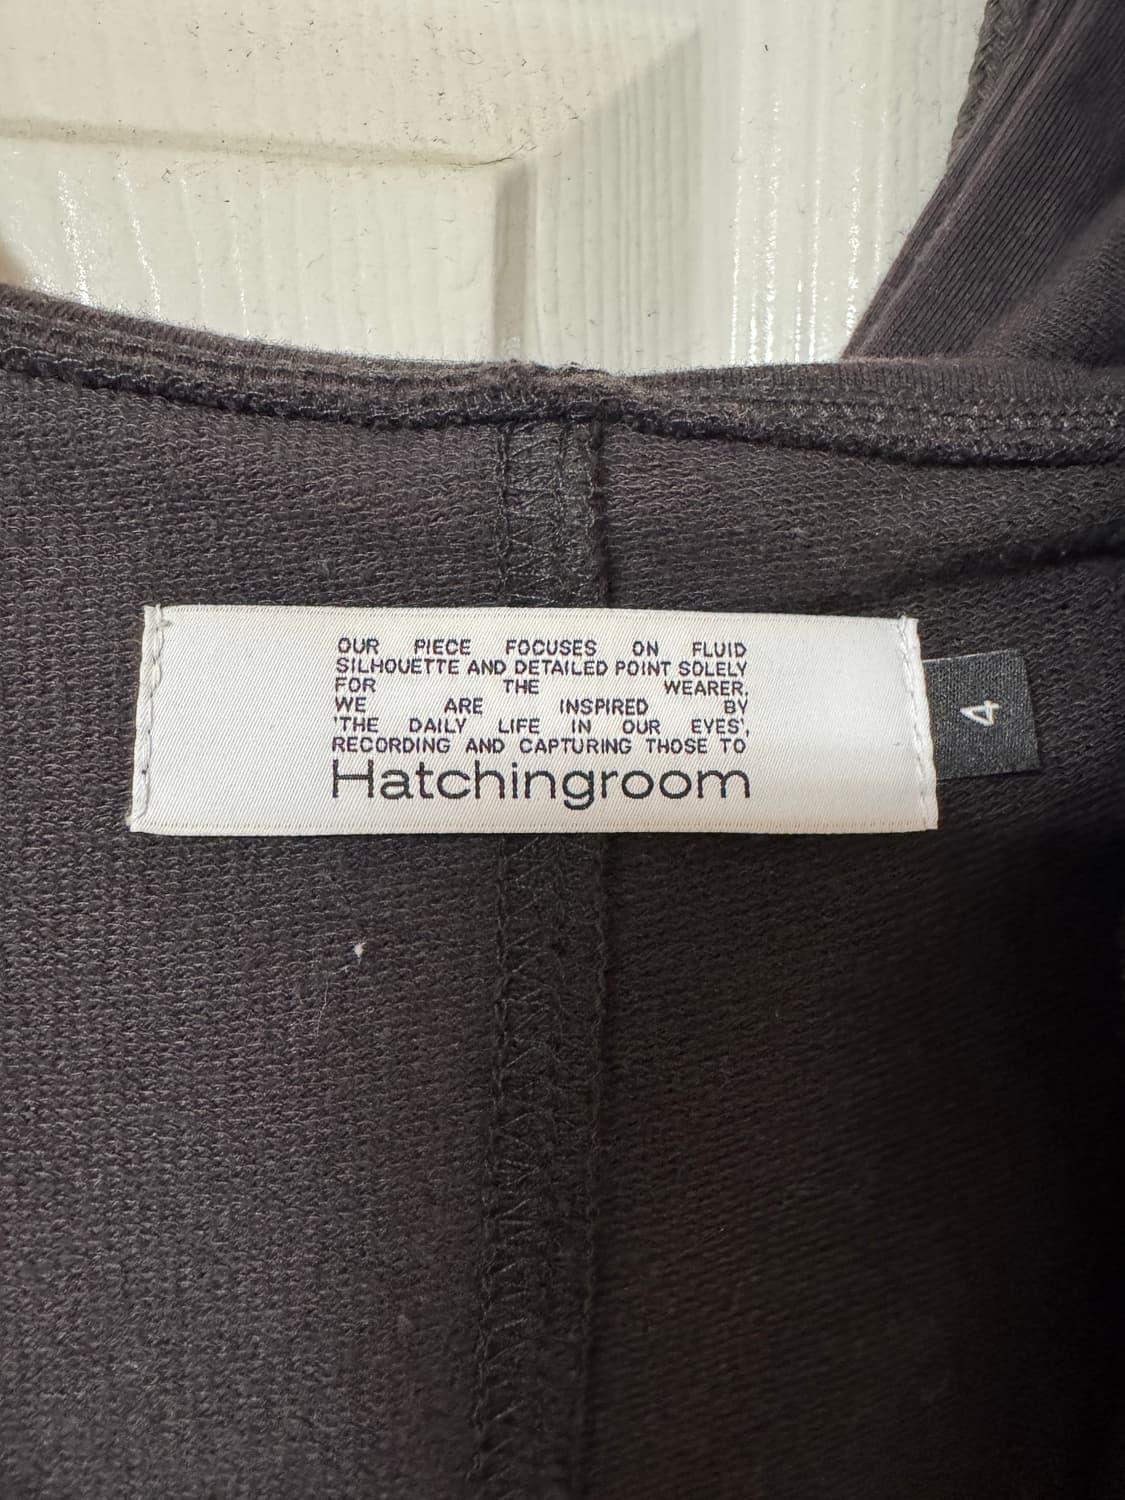 OUR PIECE FOCUSES ON FLUID
SILHOUETTE AND DETAILED POINT SOLELY
FOR THE WEARER.
WE ARE INSPIRED BY
'THE DAILY LIFE IN OUR EYES',
RECORDING AND CAPTURING THOSE TO
Hatchingroom
4